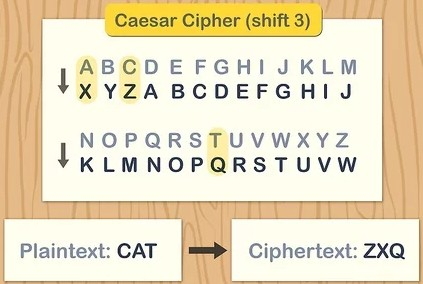 Caesar Cipher (shift 3)
A B C D E F G H I J K L M
X Y Z A B C D E F G H I J
N O P Q R S T U V W X Y Z
K L M N O P Q R S T U V W
Plaintext: CAT
Ciphertext: ZXQ